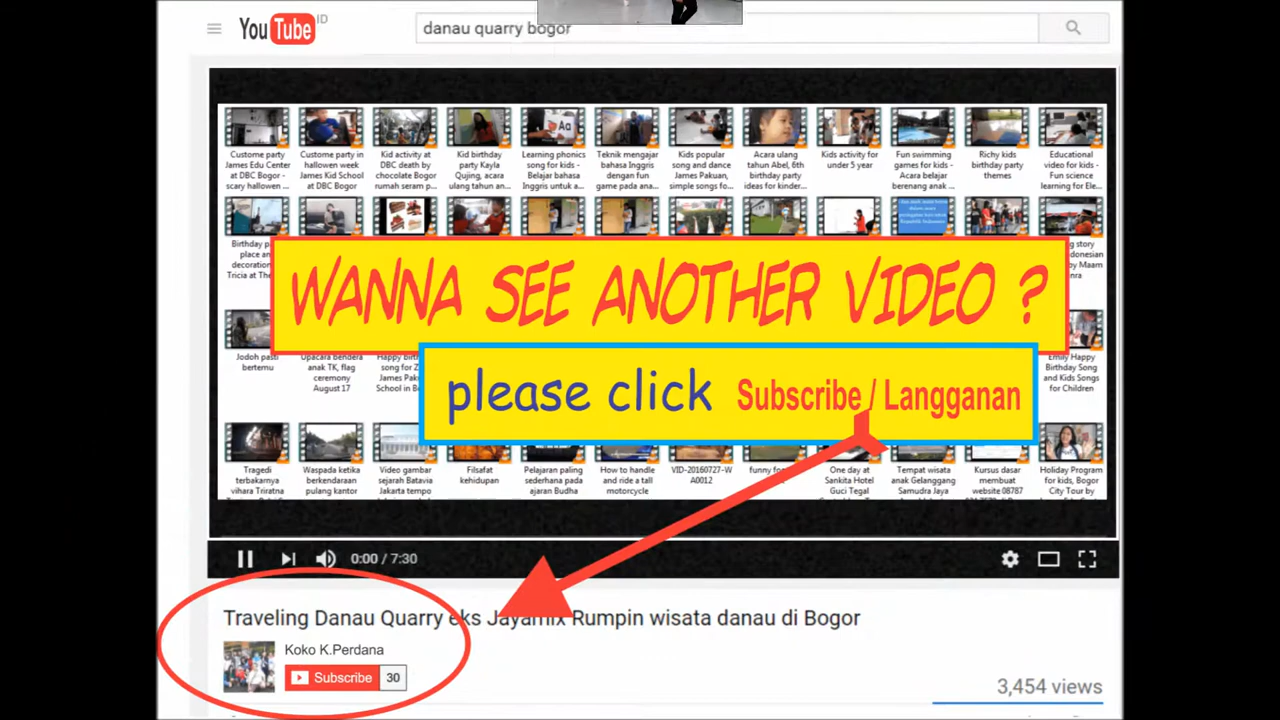 YouTube ID
danau quarry bogor
Custome party
James Edu Center
at DBC Bogor -
scary hallowen ...
Custome party in
hallowen week
James Kid School
at DBC Bogor
Kid activity at
DBC death by
chocolate Bogor
rumah seram p...
Kid birthday
party Kayla
Qujing, acara
ulang tahun an...
Learning phonics
song for kids -
Belajar bahasa
Inggris untuk a...
Teknik mengajar
bahasa Inggris
dengan fun
game pada ana...
Kids popular
song and dance
James Pakuan,
simple songs fo...
Acara ulang
tahun Abel, 6th
birthday party
ideas for kinder...
Kids activity for
under 5 year
Fun swimming
games for kids -
Acara belajar
berenang anak ...
Richy kids
birthday party
themes
Educational
video for kids -
Fun science
learning for Ele...
Aa
WANNA SEE ANOTHER VIDEO ?
please click Subscribe / Langganan
Jodoh pasti
bertemu
Upacara bendera
anak TK, flag
ceremony
August 17
Emily Happy
Birthday Song
and Kids Songs
for Children
Tragedi
terbakarnya
vihara Triratna
Waspada ketika
berkendaraan
pulang kantor
Video gambar
sejarah Batavia
Jakarta tempo
Filsafat
kehidupan
Pelajaran paling
sederhana pada
ajaran Budha
How to handle
and ride a tall
motorcycle
VID-20160727-W
A0012
funny fo
One day at
Sankita Hotel
Guci Tegal
Tempat wisata
anak Gelanggang
Samudra Jaya
Kursus dasar
membuat
website 08787
Holiday Program
for kids, Bogor
City Tour by
0:00 / 7:30
Traveling Danau Quarry eks Jayamix Rumpin wisata danau di Bogor
Koko K.Perdana
Subscribe 30
3,454 views